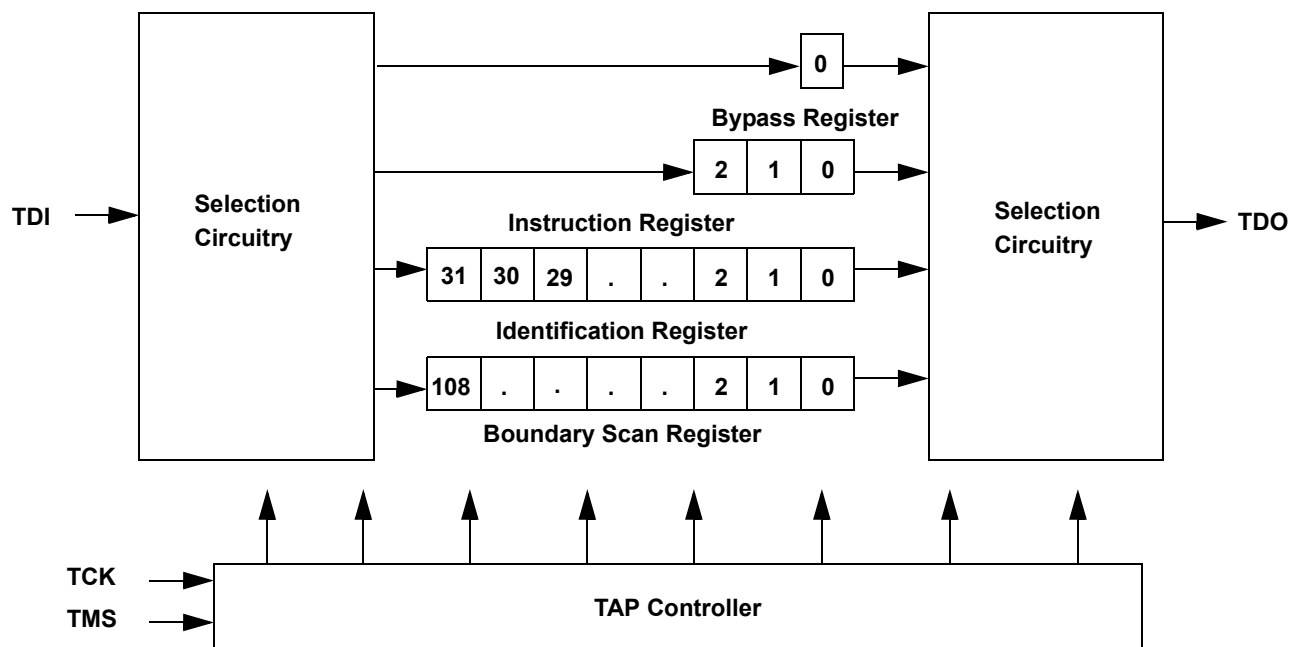 0
Bypass Register
2 1 0
Selection
Circuitry
TDI
Instruction Register
31 30 29 . . 2 1 0
Identification Register
108 . . . . 2 1 0
Boundary Scan Register
Selection
Circuitry
TDO
TCK
TMS
TAP Controller